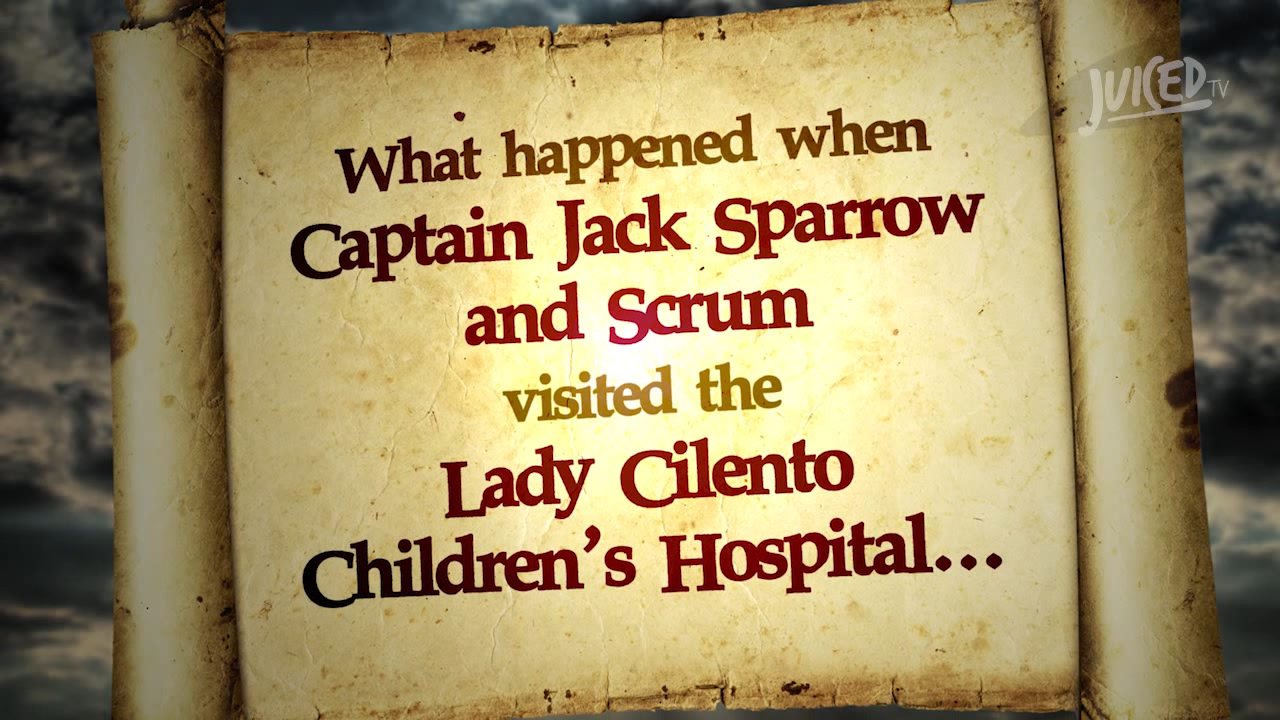 JUICED TV
What happened when
Captain Jack Sparrow
and Scrum
visited the
Lady Cilento
Children's Hospital...